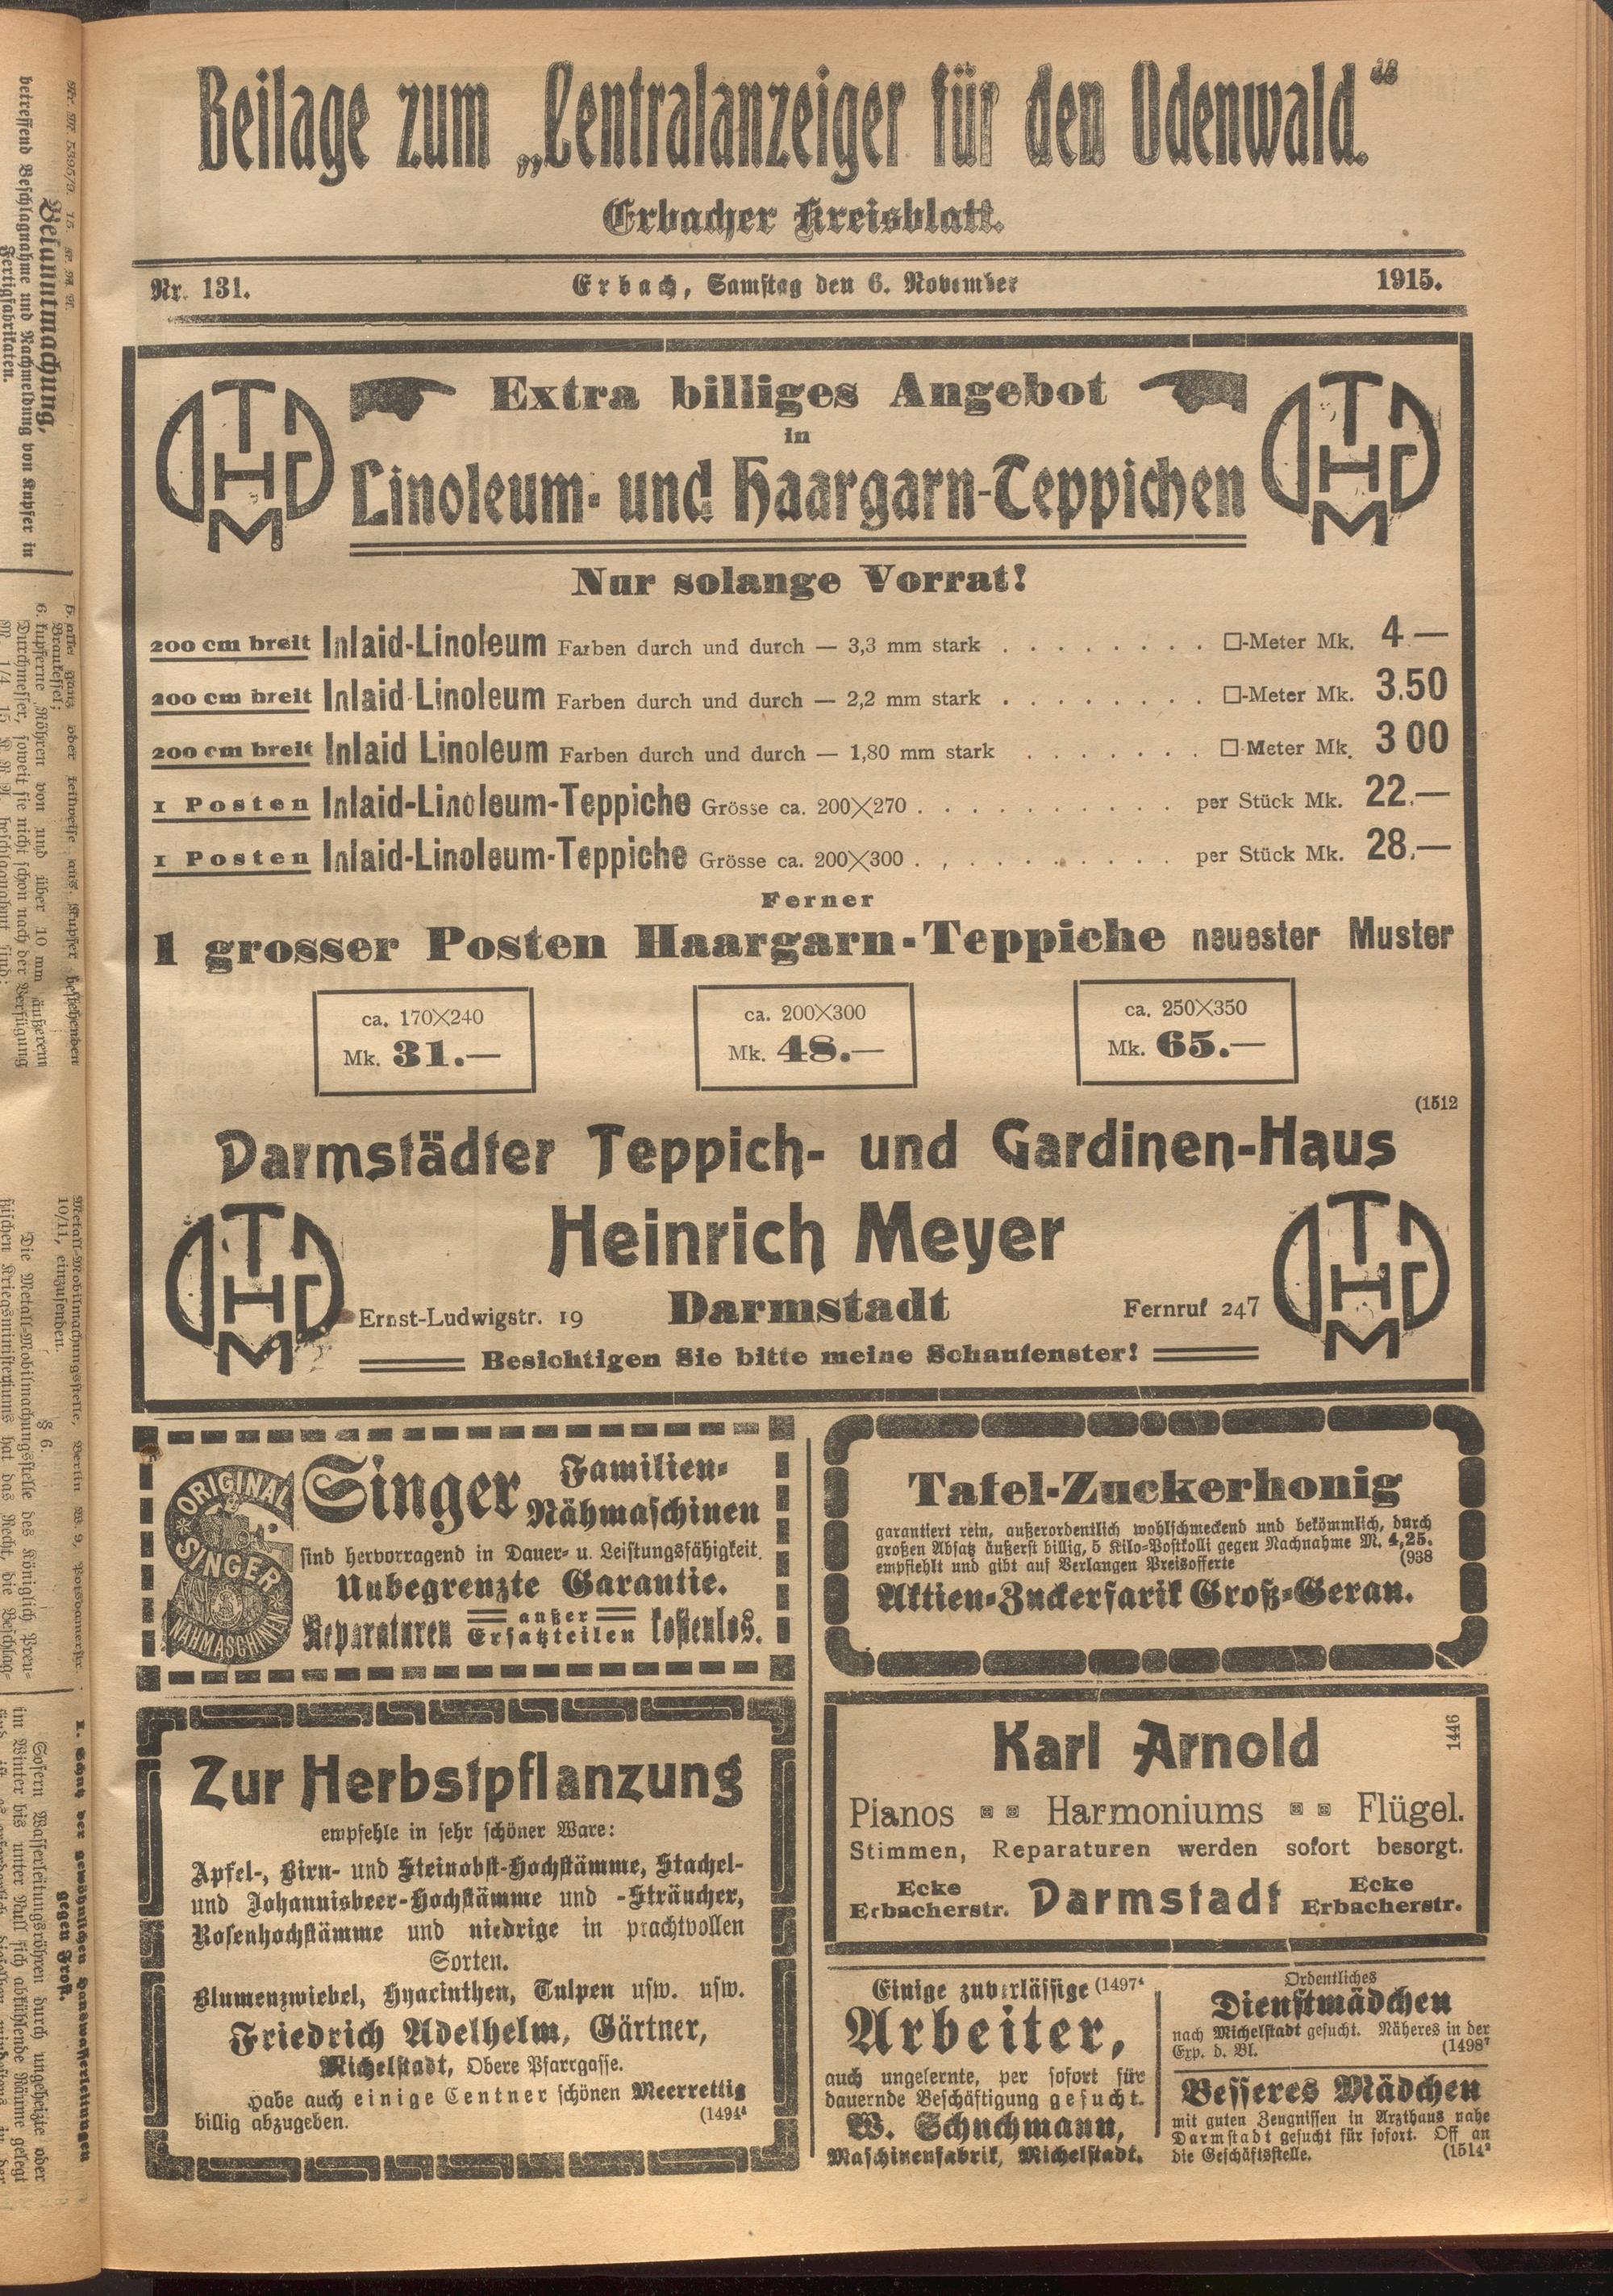 Beilage zum „Centralanzeiger für den Odenwald.“
Erbacher Kreisblatt.
Nr. 131.
Erbach, Samstag den 6. November
1915.
Extra billiges Angebot
in
Linoleum- und Haargarn-Teppichen
Nur solange Vorrat!
200 cm breit Inlaid-Linoleum Farben durch und durch — 3,3 mm stark . . . . . . . . □-Meter Mk. 4 —
200 cm breit Inlaid-Linoleum Farben durch und durch — 2,2 mm stark . . . . . . . . □-Meter Mk. 3.50
200 cm breit Inlaid Linoleum Farben durch und durch — 1,80 mm stark . . . . . . . □-Meter Mk. 3 00
1 Posten Inlaid-Linoleum-Teppiche Grösse ca. 200×270 . . . . . . . . . . per Stück Mk. 22.—
1 Posten Inlaid-Linoleum-Teppiche Grösse ca. 200×300 . , . . . . . . . . per Stück Mk. 28.—
Ferner
1 grosser Posten Haargarn-Teppiche neuester Muster
ca. 170×240
Mk. 31.—
ca. 200×300
Mk. 48.—
ca. 250×350
Mk. 65.—
(1512
Darmstädter Teppich- und Gardinen-Haus
Heinrich Meyer
Ernst-Ludwigstr. 19 Darmstadt Fernruf 247
Besichtigen Sie bitte meine Schaufenster!
ORIGINAL
SINGER
NÄHMASCHINEN
Singer Familien-
Nähmaschinen
sind hervorragend in Dauer- u. Leistungsfähigkeit.
Unbegrenzte Garantie.
Reparaturen außer Ersatzteilen kostenlos.
Zur Herbstpflanzung
empfehle in sehr schöner Ware:
Apfel-, Birn- und Steinobst-Hochstämme, Stachel-
und Johannisbeer-Hochstämme und -Sträucher,
Rosenhochstämme und niedrige in prachtvollen
Sorten.
Blumenzwiebel, Hyacinthen, Tulpen usw. usw.
Friedrich Adelhelm, Gärtner,
Michelstadt, Obere Pfarrgasse.
Habe auch einige Centner schönen Meerrettig
billig abzugeben. (1494⁴
Tafel-Zuckerhonig
garantiert rein, außerordentlich wohlschmeckend und bekömmlich, durch
großen Absatz äußerst billig, 5 Kilo-Postkolli gegen Nachnahme M. 4,25.
empfiehlt und gibt auf Verlangen Preisofferte (938
Aktien-Zuckerfarik Groß-Gerau.
Karl Arnold
1446
Pianos Harmoniums Flügel.
Stimmen, Reparaturen werden sofort besorgt.
Ecke
Erbacherstr. Darmstadt Ecke
Erbacherstr.
Einige zuverlässige (1497⁴
Arbeiter,
auch ungelernte, per sofort für
dauernde Beschäftigung gesucht.
W. Schuchmann,
Maschinenfabrik, Michelstadt.
Ordentliches
Dienstmädchen
nach Michelstadt gesucht. Näheres in der
Exp. d. Bl. (1498⁷
Besseres Mädchen
mit guten Zeugnissen in Arzthaus nahe
Darmstadt gesucht für sofort. Off an
die Geschäftsstelle. (1514²